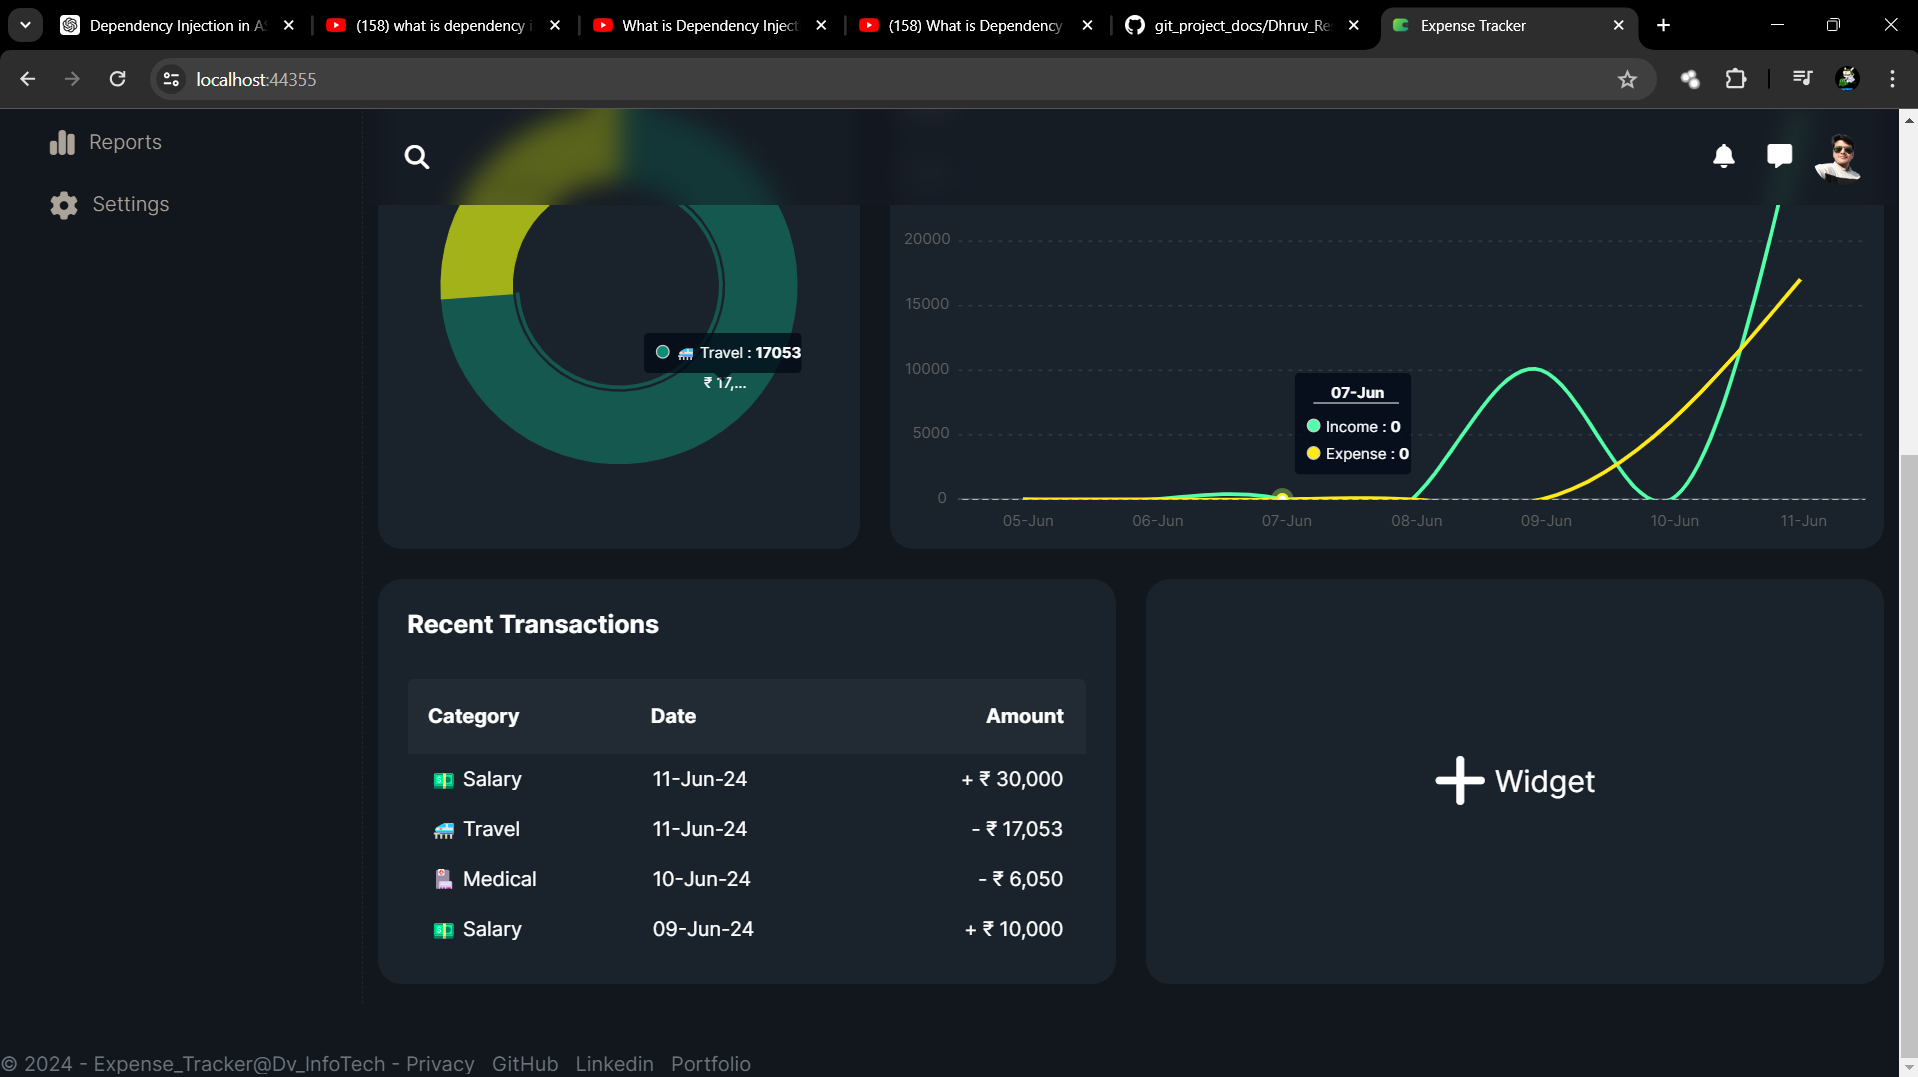 Dependency Injection in AS
(158) what is dependency i
What is Dependency Inject
(158) What is Dependency
git_project_docs/Dhruv_Re
Expense Tracker
localhost:44355
Reports
Settings
Travel : 17053
₹ 17,...
20000
15000
10000
5000
0
07-Jun
Income : 0
Expense : 0
05-Jun 06-Jun 07-Jun 08-Jun 09-Jun 10-Jun 11-Jun
Recent Transactions
Category Date Amount
Salary 11-Jun-24 + ₹ 30,000
Travel 11-Jun-24 - ₹ 17,053
Medical 10-Jun-24 - ₹ 6,050
Salary 09-Jun-24 + ₹ 10,000
Widget
© 2024 - Expense_Tracker@Dv_InfoTech - Privacy GitHub Linkedin Portfolio